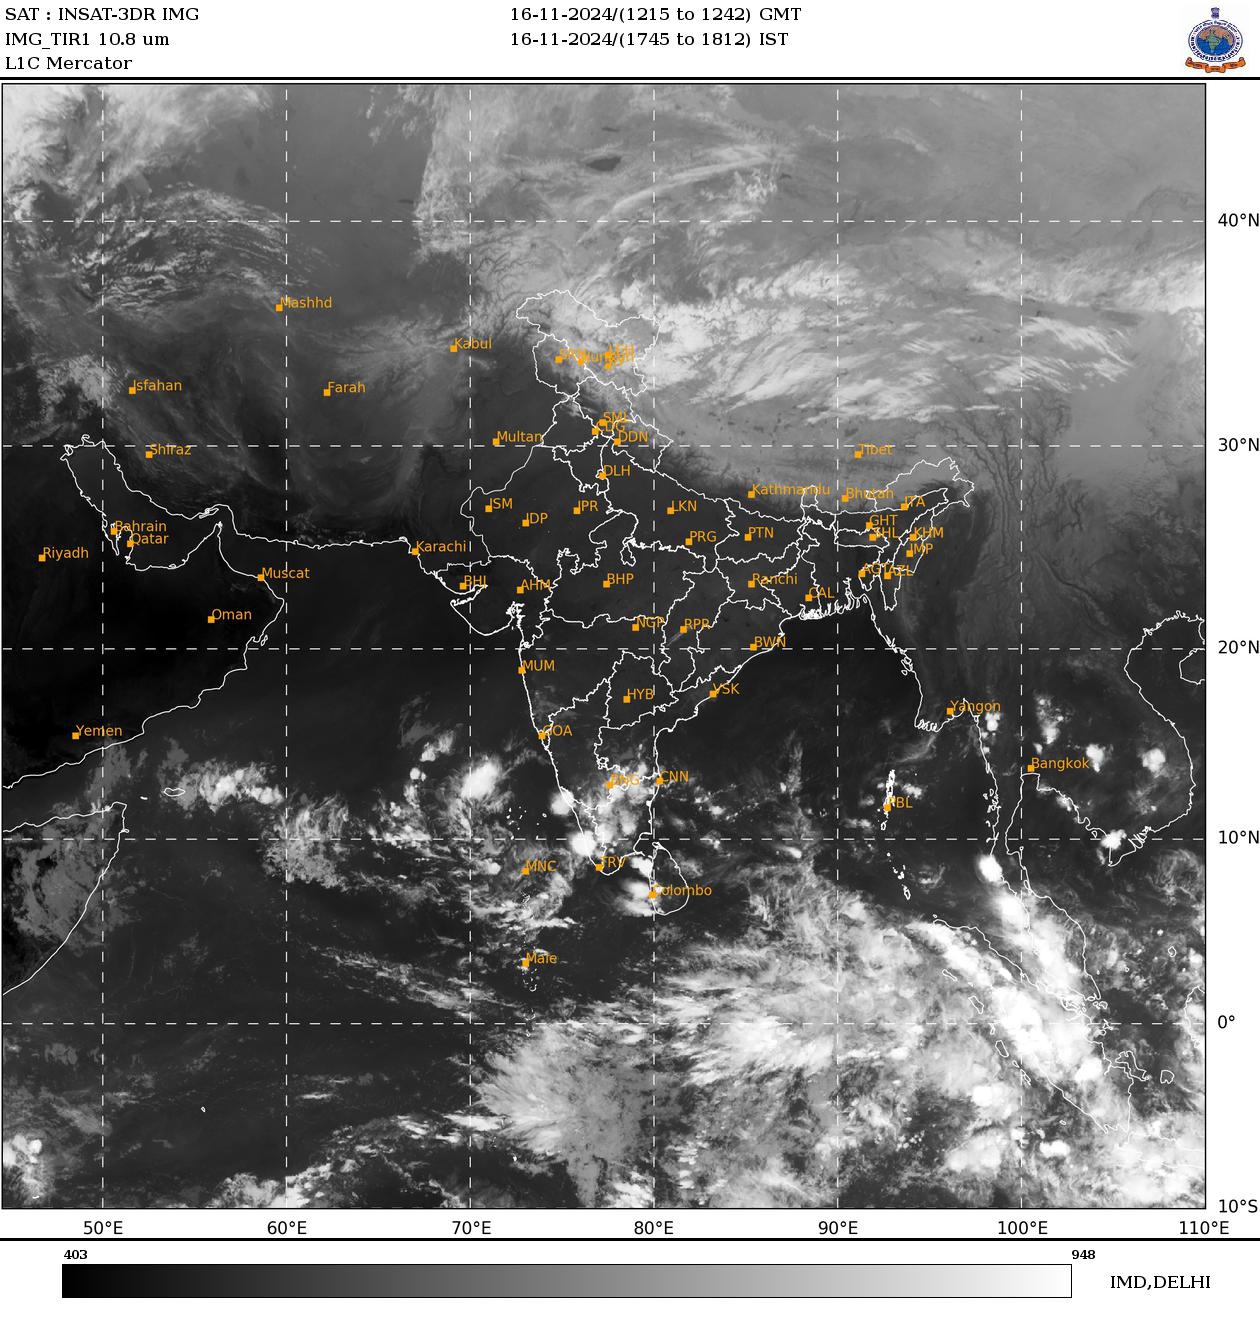 SAT : INSAT-3DR IMG
16-11-2024/(1215 to 1242) GMT
IMG_TIR1 10.8 um
16-11-2024/(1745 to 1812) IST
L1C Mercator
40°N
Mashhd
Kabul
Isfahan
Farah
SML
Multan
DDN
30°N
Shiraz
Tibet
DLH
Kathmandu
Bhutan
JSM
JPR
LKN
ITA
JDP
GHT
Bahrain
SHL
KHM
Qatar
PRG
PTN
IMP
Riyadh
Karachi
Muscat
AGT
AZL
BHJ
AHM
BHP
Ranchi
CAL
Oman
NGP
RPR
BWN
20°N
MUM
HYB
VSK
Yangon
Yemen
GOA
Bangkok
BNG
CNN
PBL
10°N
MNC
TRV
Colombo
Male
0°
10°S
50°E
60°E
70°E
80°E
90°E
100°E
110°E
403
948
IMD,DELHI